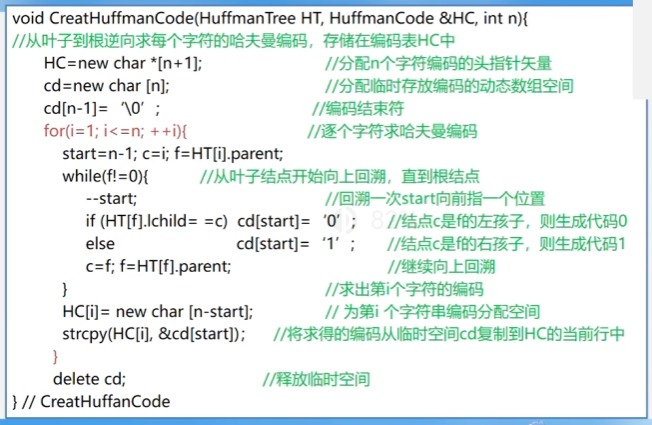 void CreatHuffmanCode(HuffmanTree HT, HuffmanCode &HC, int n){
//从叶子到根逆向求每个字符的哈夫曼编码，存储在编码表HC中
HC=new char *[n+1]; //分配n个字符编码的头指针矢量
cd=new char [n]; //分配临时存放编码的动态数组空间
cd[n-1]= ‘\0’; //编码结束符
for(i=1; i<=n; ++i){ //逐个字符求哈夫曼编码
start=n-1; c=i; f=HT[i].parent;
while(f!=0){ //从叶子结点开始向上回溯，直到根结点
--start; //回溯一次start向前指一个位置
if (HT[f].lchild= =c) cd[start]= ‘0’; //结点c是f的左孩子，则生成代码0
else cd[start]= ‘1’; //结点c是f的右孩子，则生成代码1
c=f; f=HT[f].parent; //继续向上回溯
} //求出第i个字符的编码
HC[i]= new char [n-start]; // 为第i 个字符串编码分配空间
strcpy(HC[i], &cd[start]); //将求得的编码从临时空间cd复制到HC的当前行中
}
delete cd; //释放临时空间
} // CreatHuffanCode